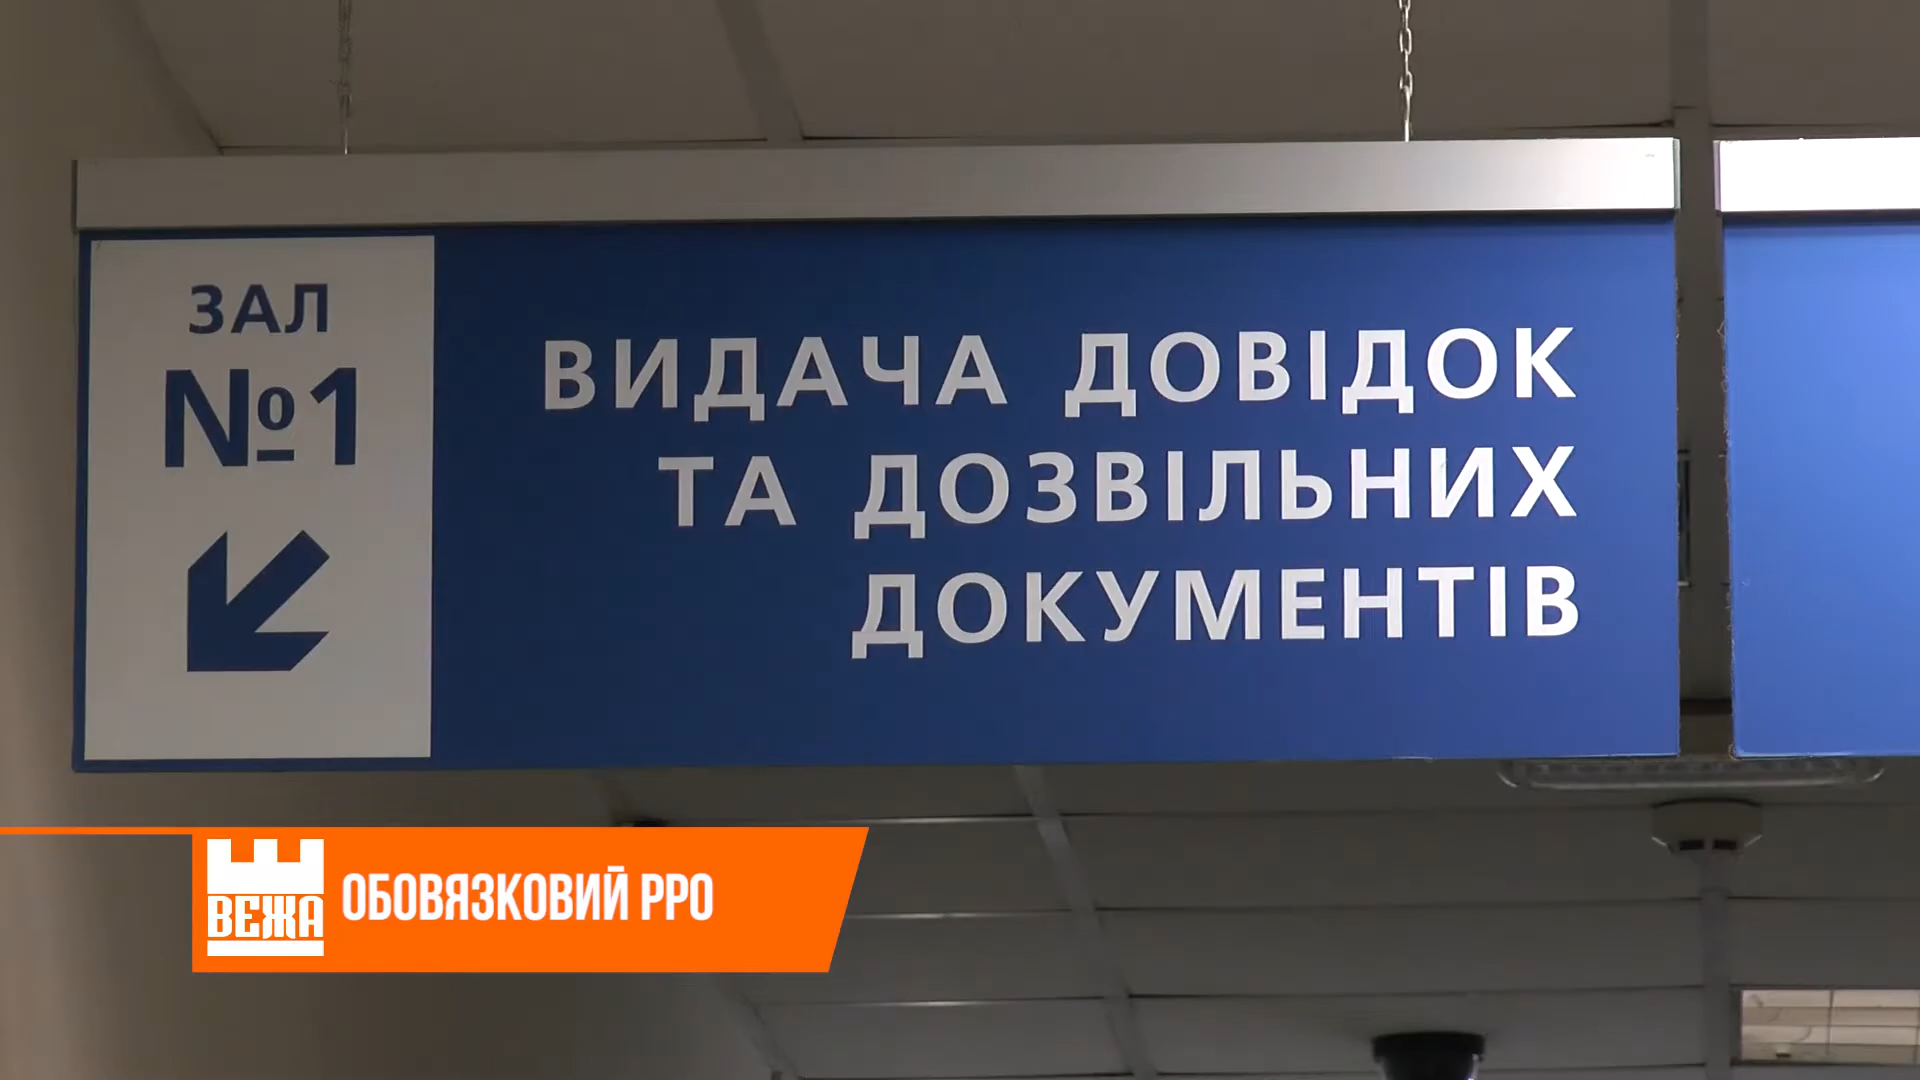 ЗАЛ
№1
ВИДАЧА ДОВІДОК
ТА ДОЗВІЛЬНИХ
ДОКУМЕНТІВ
ВЕЖА
ОБОВЯЗКОВИЙ РРО